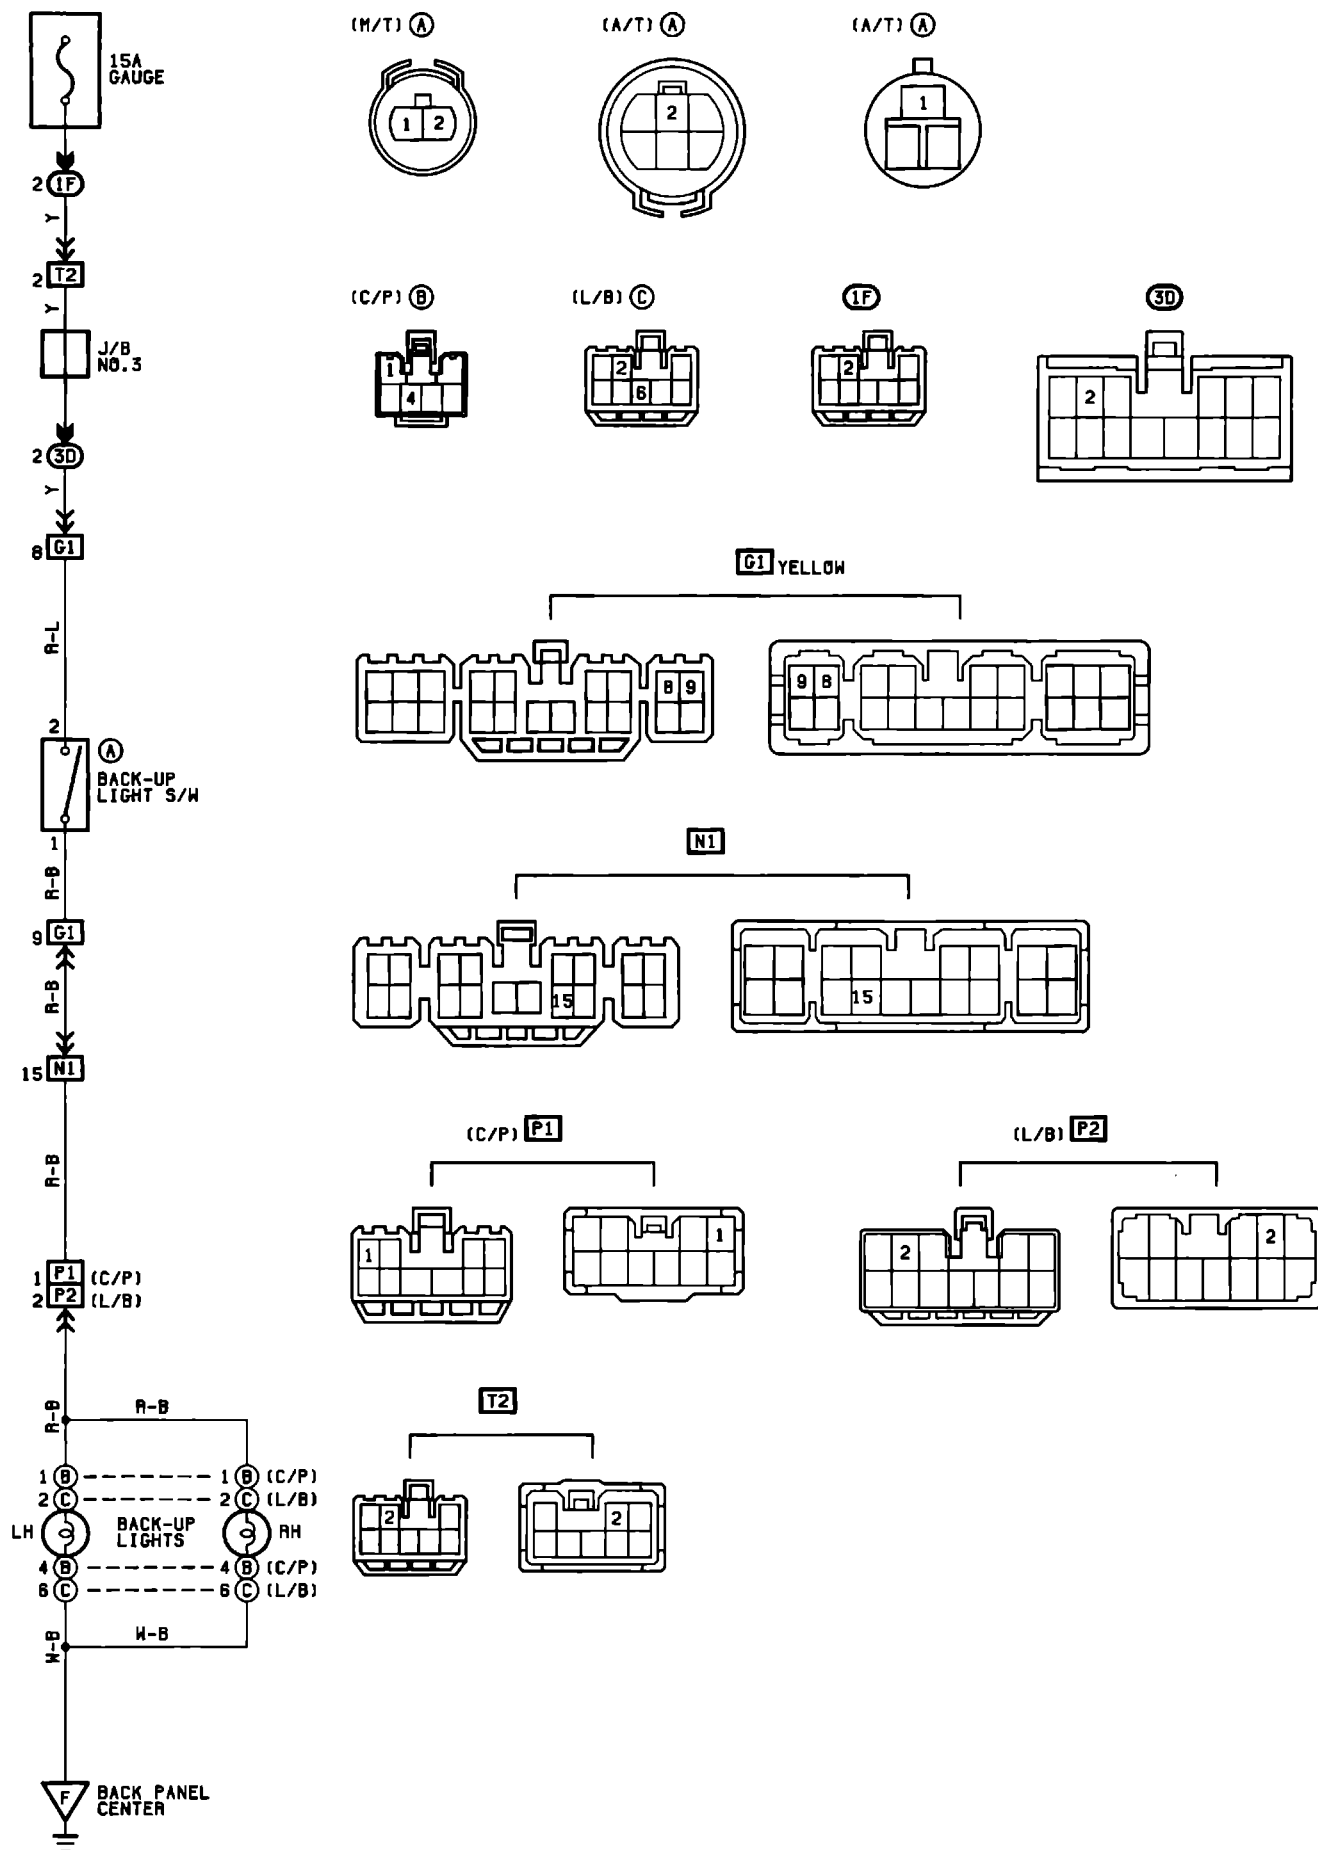 15A
GAUGE
2 1F
Y
2 T2
Y
J/B
NO.3
2 3D
Y
8 G1
R-L
2
A
BACK-UP
LIGHT S/W
1
R-B
9 G1
R-B
15 N1
R-B
1 P1 (C/P)
2 P2 (L/B)
R-B
R-B
1 B 1 B (C/P)
2 C 2 C (L/B)
LH BACK-UP LIGHTS RH
4 B 4 B (C/P)
6 C 6 C (L/B)
W-B
W-B
F
BACK PANEL
CENTER
(M/T) A
1 2
(A/T) A
2
(A/T) A
1
(C/P) B
1
4
(L/B) C
2
6
1F
2
3D
2
G1 YELLOW
8 9
9 8
N1
15
15
(C/P) P1
1
1
(L/B) P2
2
2
T2
2
2